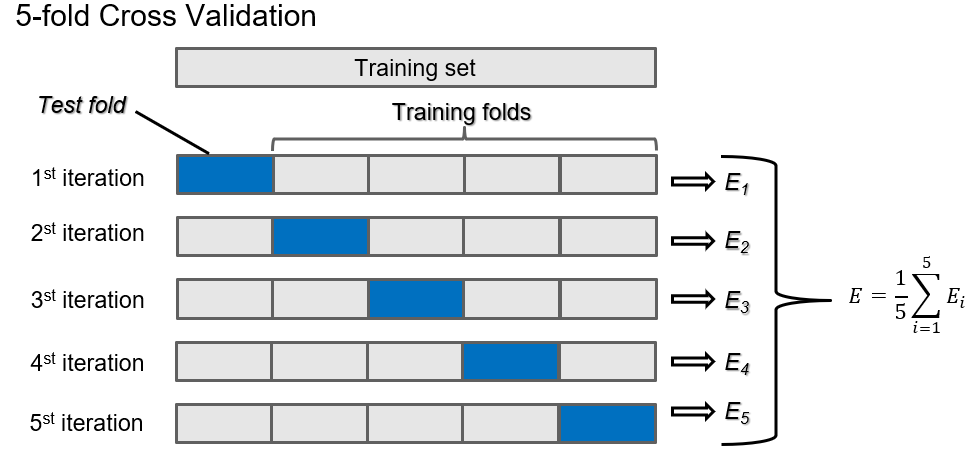 5-fold Cross Validation
Training set
Test fold
Training folds
1st iteration
E1
2st iteration
E2
3st iteration
E3
4st iteration
E4
5st iteration
E5
E = 1/5 ∑ i=1 5 Ei